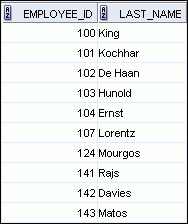 EMPLOYEE_ID LAST_NAME
100 King
101 Kochhar
102 De Haan
103 Hunold
104 Ernst
107 Lorentz
124 Mourgos
141 Rajs
142 Davies
143 Matos